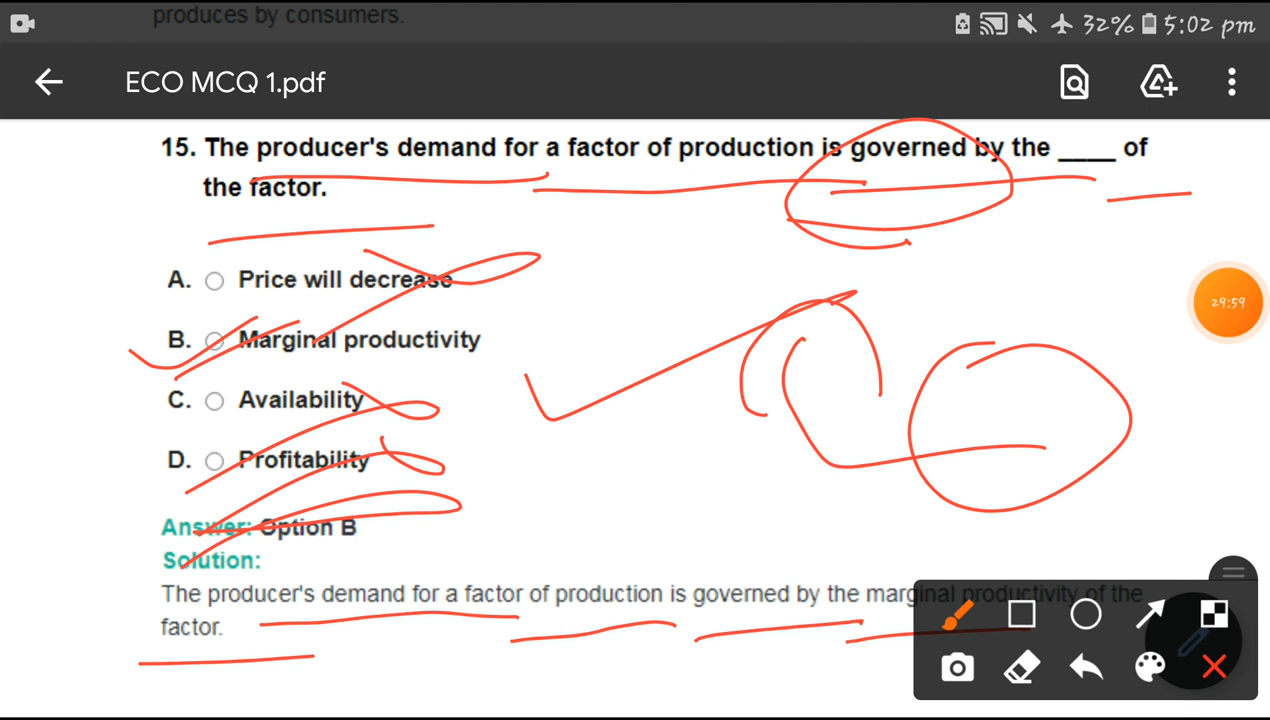 produces by consumers.
32% 5:02 pm
ECO MCQ 1.pdf
15. The producer's demand for a factor of production is governed by the ____ of
the factor.
A. Price will decrease
29:59
B. Marginal productivity
C. Availability
D. Profitability
Answer: Option B
Solution:
The producer's demand for a factor of production is governed by the marginal productivity of the
factor.